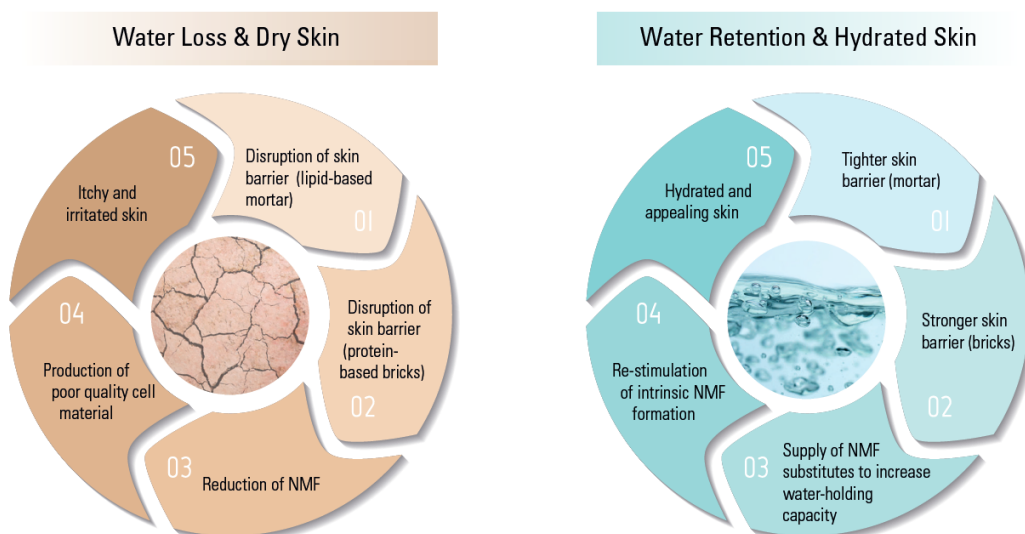 Water Loss & Dry Skin
05
Itchy and
irritated skin
Disruption of skin
barrier (lipid-based
mortar)
01
Disruption of
skin barrier
(protein-
based bricks)
02
03
Reduction of NMF
04
Production of
poor quality cell
material
Water Retention & Hydrated Skin
05
Hydrated and
appealing skin
Tighter skin
barrier (mortar)
01
Stronger skin
barrier (bricks)
02
03
Supply of NMF
substitutes to increase
water-holding
capacity
04
Re-stimulation
of intrinsic NMF
formation